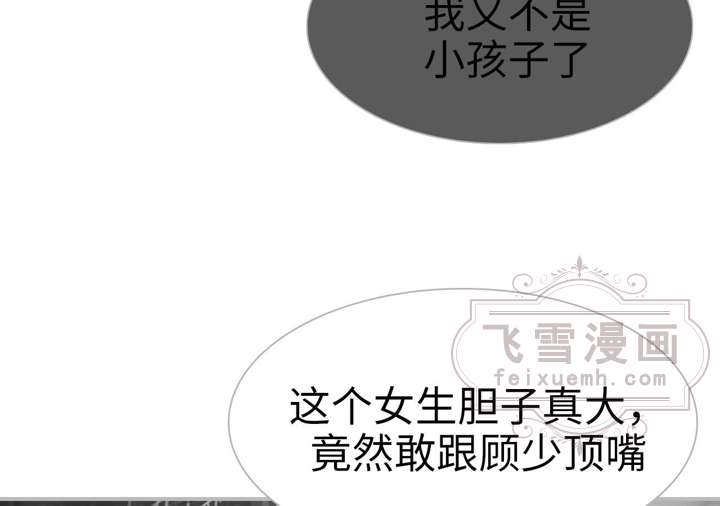 我又不是
小孩子了
飞雪漫画
feixuemh.com
这个女生胆子真大，
竟然敢跟顾少顶嘴